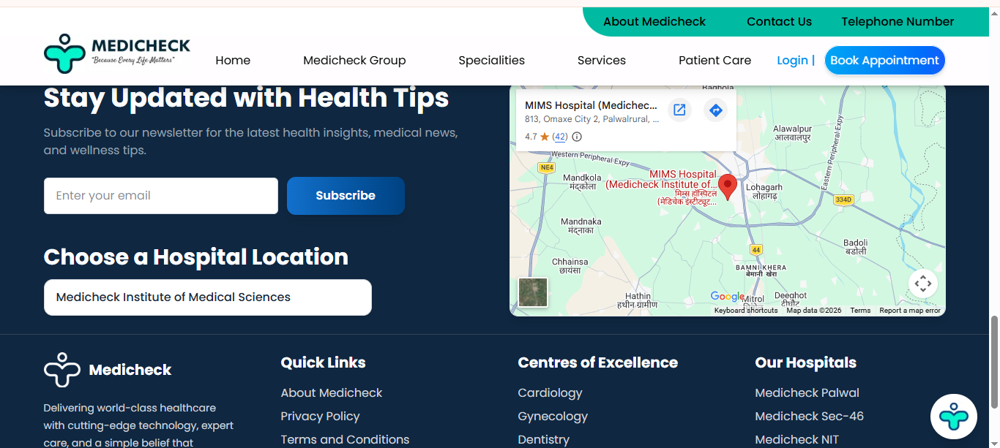 About Medicheck
Contact Us
Telephone Number
MEDICHECK
"Because Every Life Matters"
Home
Medicheck Group
Specialities
Services
Patient Care
Login |
Book Appointment
Stay Updated with Health Tips
Subscribe to our newsletter for the latest health insights, medical news,
and wellness tips.
Enter your email
Subscribe
Choose a Hospital Location
Medicheck Institute of Medical Sciences
MIMS Hospital (Medichec...
813, Omaxe City 2, Palwalrural, ...
4.7 ★ (42)
Alawalpur
आलवालपुर
Western Peripheral Expy
Eastern Peripheral Expy
NE4
Mandkola
मंदकोला
MIMS Hospital
(Medicheck Institute of...
मिम्स हॉस्पिटल
(मेडिचेक इंस्टीट्यूट...
Lohagarh
लोहागढ़
334D
Mandnaka
मंद्नाका
44
Badoli
बडोली
Chhainsa
छायंसा
BAMNI KHERA
बेमानी खेरा
Hathin
हथीन ग्रामीण
Google
Mitrol
Deeghot
दीघौट
Keyboard shortcuts
Map data ©2026
Terms
Report a map error
Medicheck
Delivering world-class healthcare
with cutting-edge technology, expert
care, and a simple belief that
Quick Links
About Medicheck
Privacy Policy
Terms and Conditions
Centres of Excellence
Cardiology
Gynecology
Dentistry
Our Hospitals
Medicheck Palwal
Medicheck Sec-46
Medicheck NIT